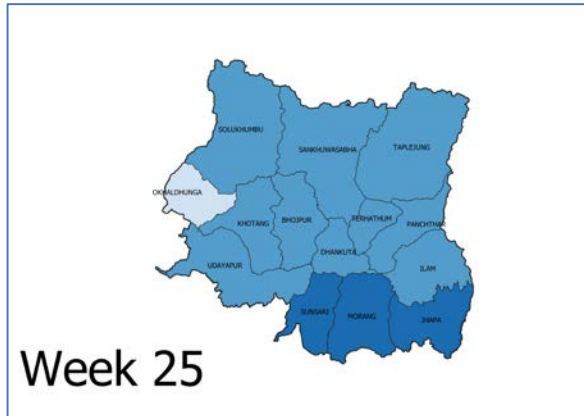 SOLUKHUMBU
SANKHUWASABHA
TAPLEJUNG
OKHALDHUNGA
KHOTANG
BHOJPUR
TERHATHUM
PANCHTHAR
DHANKUTA
UDAYAPUR
ILAM
SUNSARI
MORANG
JHAPA
Week 25